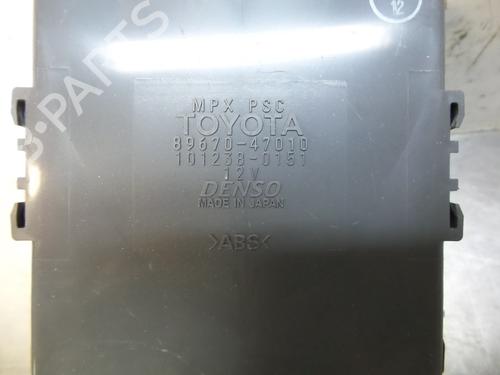 12
MPX PSC
TOYOTA
89670-47010
101238-0151
12V
DENSO
MADE IN JAPAN
>ABS<
B-PARTS